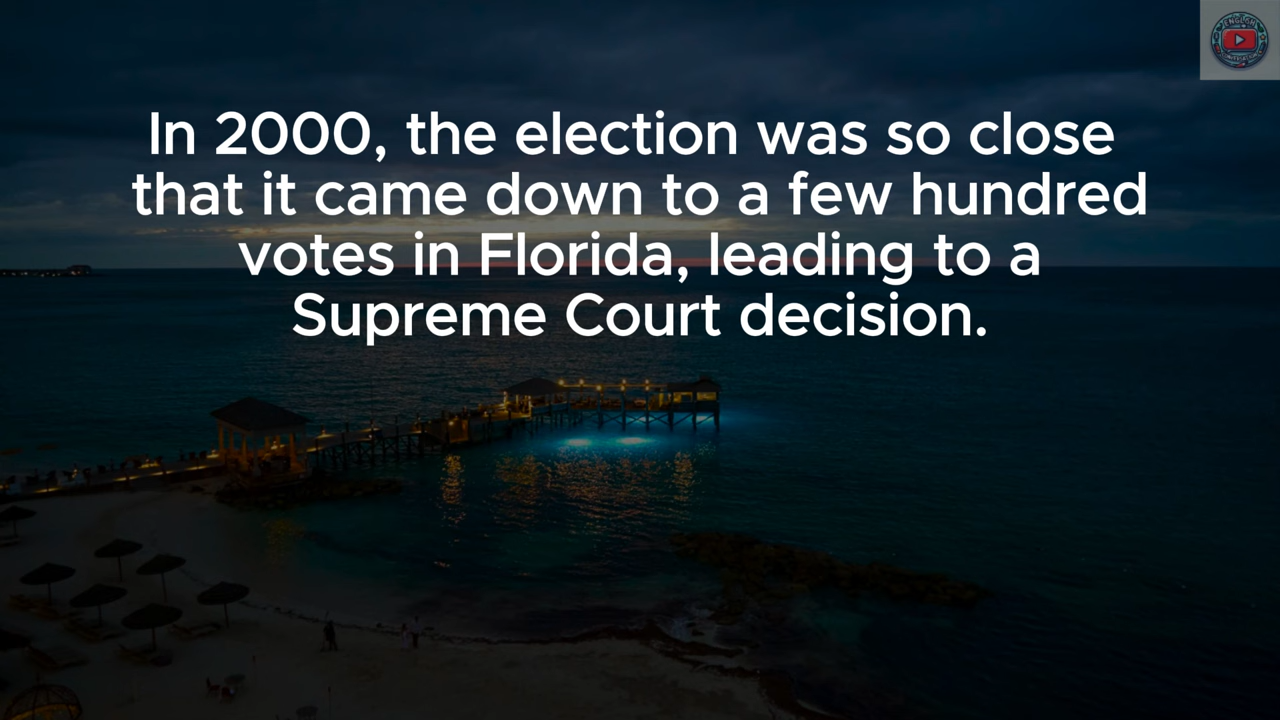 In 2000, the election was so close
that it came down to a few hundred
votes in Florida, leading to a
Supreme Court decision.
ENGLISH